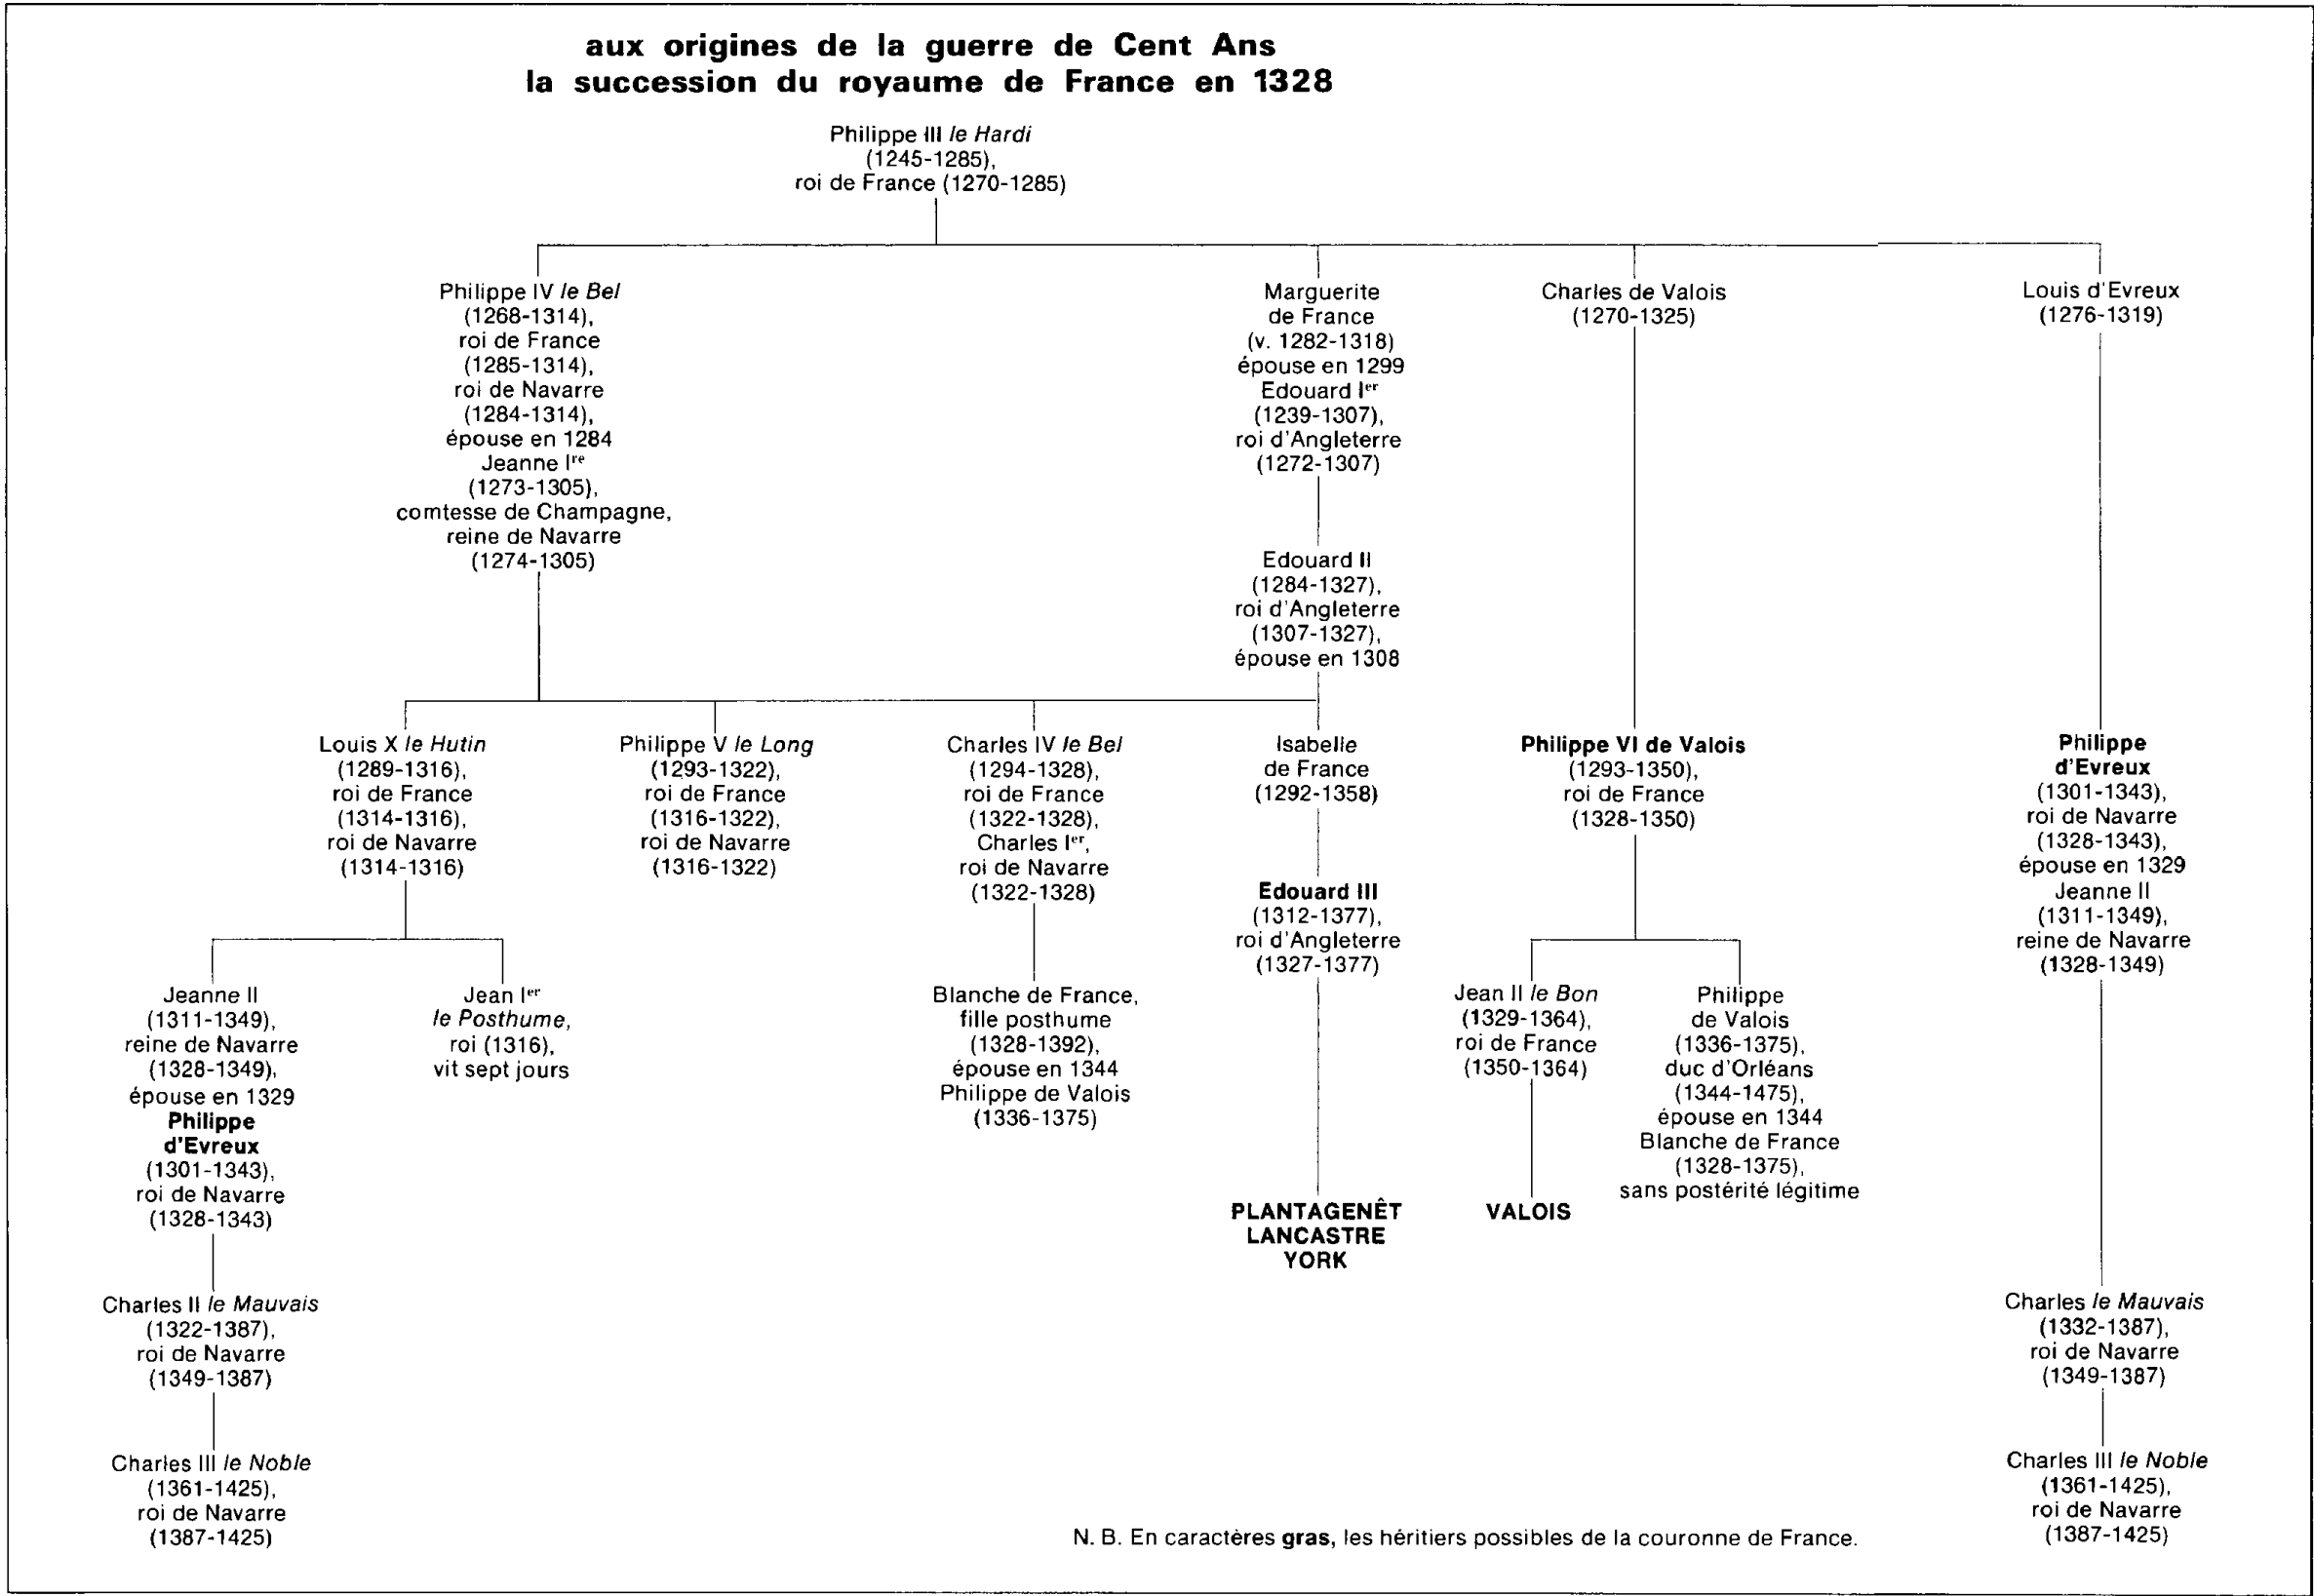 aux origines de la guerre de Cent Ans
la succession du royaume de France en 1328
Philippe III le Hardi
(1245-1285),
roi de France (1270-1285)
Philippe IV le Bel
(1268-1314),
roi de France
(1285-1314),
roi de Navarre
(1284-1314),
épouse en 1284
Jeanne Ire
(1273-1305),
comtesse de Champagne,
reine de Navarre
(1274-1305)
Marguerite
de France
(v. 1282-1318)
épouse en 1299
Edouard Ier
(1239-1307),
roi d'Angleterre
(1272-1307)
Edouard II
(1284-1327),
roi d'Angleterre
(1307-1327),
épouse en 1308
Charles de Valois
(1270-1325)
Louis d'Evreux
(1276-1319)
Louis X le Hutin
(1289-1316),
roi de France
(1314-1316),
roi de Navarre
(1314-1316)
Philippe V le Long
(1293-1322),
roi de France
(1316-1322),
roi de Navarre
(1316-1322)
Charles IV le Bel
(1294-1328),
roi de France
(1322-1328),
Charles Ier,
roi de Navarre
(1322-1328)
Isabelle
de France
(1292-1358)
Edouard III
(1312-1377),
roi d'Angleterre
(1327-1377)
Philippe VI de Valois
(1293-1350),
roi de France
(1328-1350)
Philippe
d'Evreux
(1301-1343),
roi de Navarre
(1328-1343),
épouse en 1329
Jeanne II
(1311-1349),
reine de Navarre
(1328-1349)
Jeanne II
(1311-1349),
reine de Navarre
(1328-1349),
épouse en 1329
Philippe
d'Evreux
(1301-1343),
roi de Navarre
(1328-1343)
Jean Ier
le Posthume,
roi (1316),
vit sept jours
Blanche de France,
fille posthume
(1328-1392),
épouse en 1344
Philippe de Valois
(1336-1375)
Jean II le Bon
(1329-1364),
roi de France
(1350-1364)
Philippe
de Valois
(1336-1375),
duc d'Orléans
(1344-1475),
épouse en 1344
Blanche de France
(1328-1375),
sans postérité légitime
PLANTAGENÊT
LANCASTRE
YORK
VALOIS
Charles II le Mauvais
(1322-1387),
roi de Navarre
(1349-1387)
Charles le Mauvais
(1332-1387),
roi de Navarre
(1349-1387)
Charles III le Noble
(1361-1425),
roi de Navarre
(1387-1425)
Charles III le Noble
(1361-1425),
roi de Navarre
(1387-1425)
N. B. En caractères gras, les héritiers possibles de la couronne de France.